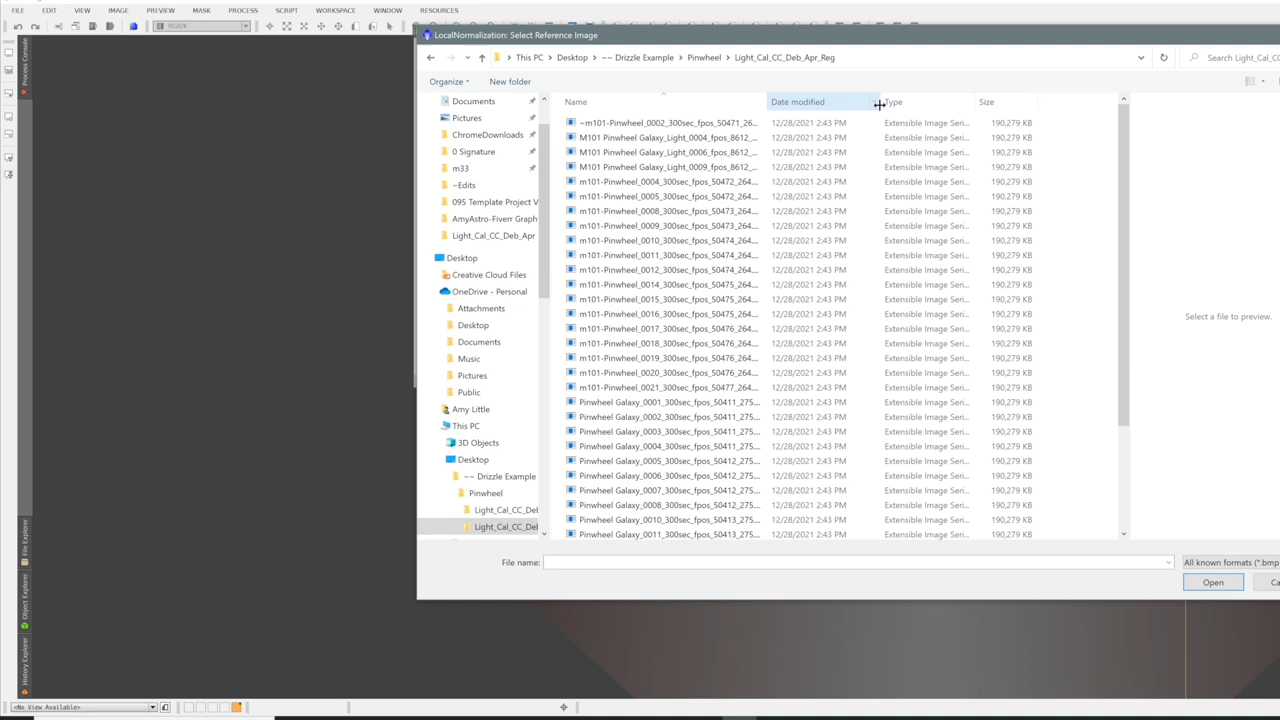 FILE EDIT VIEW IMAGE PREVIEW MASK PROCESS SCRIPT WORKSPACE WINDOW RESOURCES
RGB/K
LocalNormalization: Select Reference Image
This PC > Desktop > ~~ Drizzle Example > Pinwheel > Light_Cal_CC_Deb_Apr_Reg
Search Light_Cal_CC
Organize New folder
Process Console
File Explorer
Object Explorer
History Explorer
Documents
Pictures
ChromeDownloads
0 Signature
m33
~Edits
095 Template Project V
AmyAstro-Fiverr Graph
Light_Cal_CC_Deb_Apr
Desktop
Creative Cloud Files
OneDrive - Personal
Attachments
Desktop
Documents
Music
Pictures
Public
Amy Little
This PC
3D Objects
Desktop
~~ Drizzle Example
Pinwheel
Light_Cal_CC_Del
Light_Cal_CC_Del
Name Date modified Type Size
~m101-Pinwheel_0002_300sec_fpos_50471_26... 12/28/2021 2:43 PM Extensible Image Seri... 190,279 KB
M101 Pinwheel Galaxy_Light_0004_fpos_8612_... 12/28/2021 2:43 PM Extensible Image Seri... 190,279 KB
M101 Pinwheel Galaxy_Light_0006_fpos_8612_... 12/28/2021 2:43 PM Extensible Image Seri... 190,279 KB
M101 Pinwheel Galaxy_Light_0009_fpos_8612_... 12/28/2021 2:43 PM Extensible Image Seri... 190,279 KB
m101-Pinwheel_0004_300sec_fpos_50472_264.... 12/28/2021 2:43 PM Extensible Image Seri... 190,279 KB
m101-Pinwheel_0005_300sec_fpos_50472_264.... 12/28/2021 2:43 PM Extensible Image Seri... 190,279 KB
m101-Pinwheel_0008_300sec_fpos_50473_264.... 12/28/2021 2:43 PM Extensible Image Seri... 190,279 KB
m101-Pinwheel_0009_300sec_fpos_50473_264.... 12/28/2021 2:43 PM Extensible Image Seri... 190,279 KB
m101-Pinwheel_0010_300sec_fpos_50474_264.... 12/28/2021 2:43 PM Extensible Image Seri... 190,279 KB
m101-Pinwheel_0011_300sec_fpos_50474_264.... 12/28/2021 2:43 PM Extensible Image Seri... 190,279 KB
m101-Pinwheel_0012_300sec_fpos_50474_264.... 12/28/2021 2:43 PM Extensible Image Seri... 190,279 KB
m101-Pinwheel_0014_300sec_fpos_50475_264.... 12/28/2021 2:43 PM Extensible Image Seri... 190,279 KB
m101-Pinwheel_0015_300sec_fpos_50475_264.... 12/28/2021 2:43 PM Extensible Image Seri... 190,279 KB
m101-Pinwheel_0016_300sec_fpos_50475_264.... 12/28/2021 2:43 PM Extensible Image Seri... 190,279 KB
m101-Pinwheel_0017_300sec_fpos_50476_264.... 12/28/2021 2:43 PM Extensible Image Seri... 190,279 KB
m101-Pinwheel_0018_300sec_fpos_50476_264.... 12/28/2021 2:43 PM Extensible Image Seri... 190,279 KB
m101-Pinwheel_0019_300sec_fpos_50476_264.... 12/28/2021 2:43 PM Extensible Image Seri... 190,279 KB
m101-Pinwheel_0020_300sec_fpos_50476_264.... 12/28/2021 2:43 PM Extensible Image Seri... 190,279 KB
m101-Pinwheel_0021_300sec_fpos_50477_264.... 12/28/2021 2:43 PM Extensible Image Seri... 190,279 KB
Pinwheel Galaxy_0001_300sec_fpos_50411_275.... 12/28/2021 2:43 PM Extensible Image Seri... 190,279 KB
Pinwheel Galaxy_0002_300sec_fpos_50411_275.... 12/28/2021 2:43 PM Extensible Image Seri... 190,279 KB
Pinwheel Galaxy_0003_300sec_fpos_50411_275.... 12/28/2021 2:43 PM Extensible Image Seri... 190,279 KB
Pinwheel Galaxy_0004_300sec_fpos_50411_275.... 12/28/2021 2:43 PM Extensible Image Seri... 190,279 KB
Pinwheel Galaxy_0005_300sec_fpos_50412_275.... 12/28/2021 2:43 PM Extensible Image Seri... 190,279 KB
Pinwheel Galaxy_0006_300sec_fpos_50412_275.... 12/28/2021 2:43 PM Extensible Image Seri... 190,279 KB
Pinwheel Galaxy_0007_300sec_fpos_50412_275.... 12/28/2021 2:43 PM Extensible Image Seri... 190,279 KB
Pinwheel Galaxy_0008_300sec_fpos_50412_275.... 12/28/2021 2:43 PM Extensible Image Seri... 190,279 KB
Pinwheel Galaxy_0010_300sec_fpos_50413_275.... 12/28/2021 2:43 PM Extensible Image Seri... 190,279 KB
Pinwheel Galaxy_0011_300sec_fpos_50413_275.... 12/28/2021 2:43 PM Extensible Image Seri... 190,279 KB
Select a file to preview.
File name: All known formats (*.bmp
Open Ca
<No View Available>